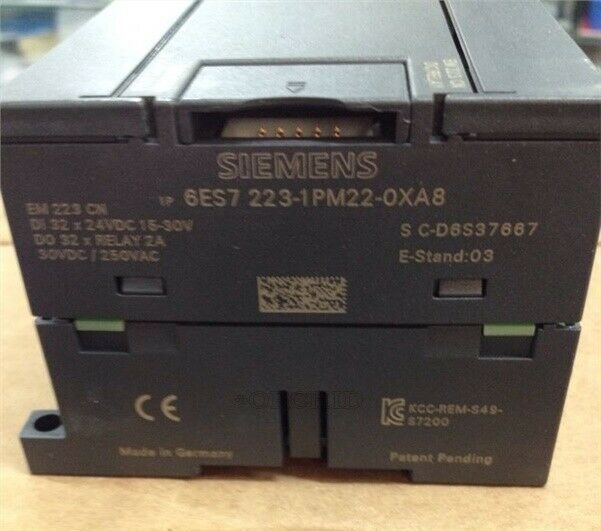 SIEMENS
1P 6ES7 223-1PM22-0XA8
EM 223 CN
DI 32 x 24VDC 15-30V
DO 32 x RELAY 2A
30VDC / 250VAC
S C-D6S37667
E-Stand:03
CE
KCC-REM-S49-
S7200
Made in Germany
Patent Pending